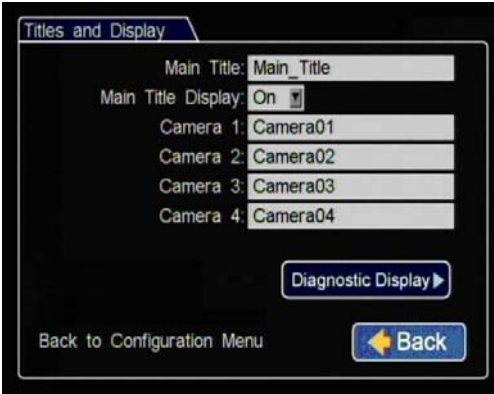 Titles and Display
Main Title: Main_Title
Main Title Display: On
Camera 1: Camera01
Camera 2: Camera02
Camera 3: Camera03
Camera 4: Camera04
Diagnostic Display
Back to Configuration Menu Back